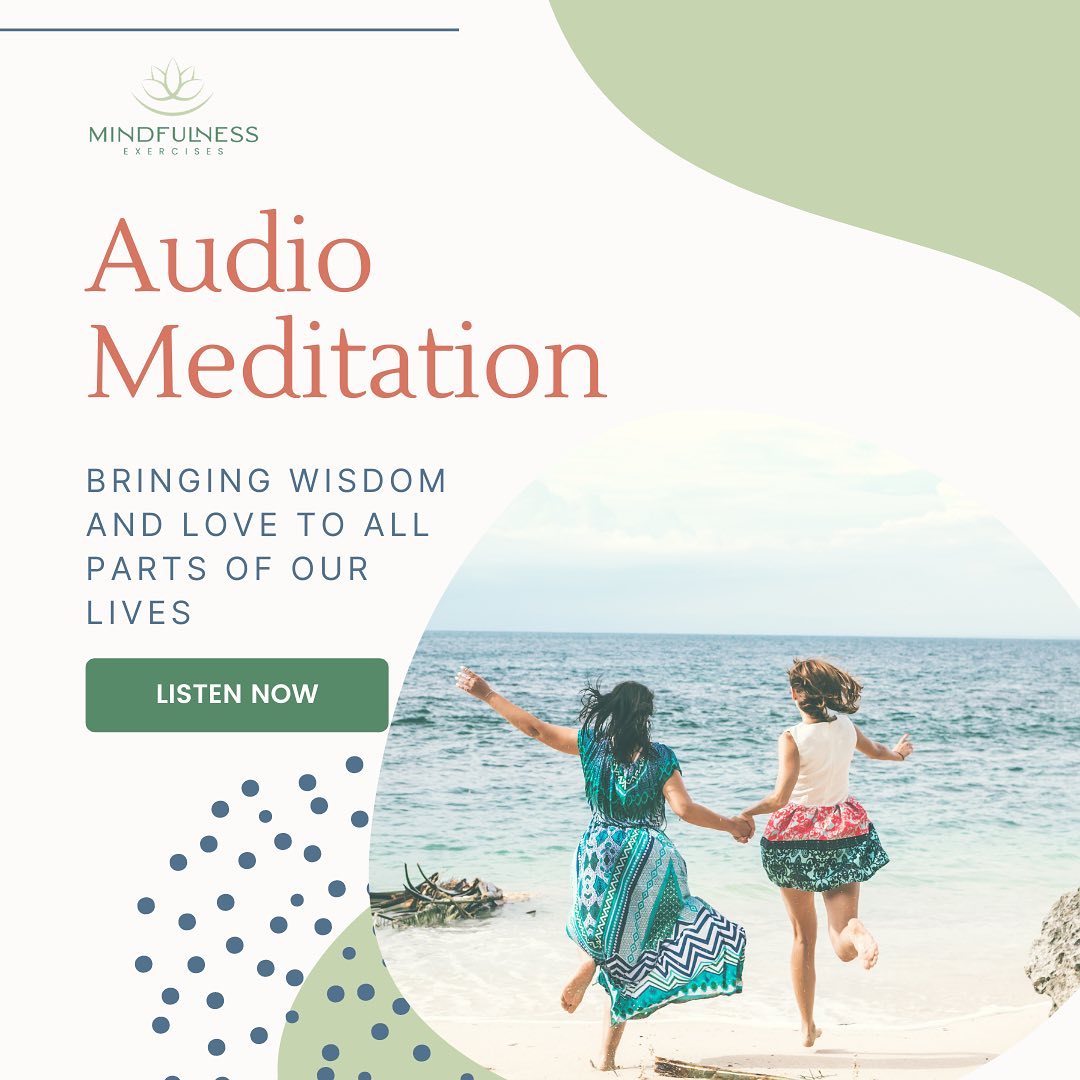 MINDFULNESS
EXERCISES
Audio
Meditation
BRINGING WISDOM
AND LOVE TO ALL
PARTS OF OUR
LIVES
LISTEN NOW